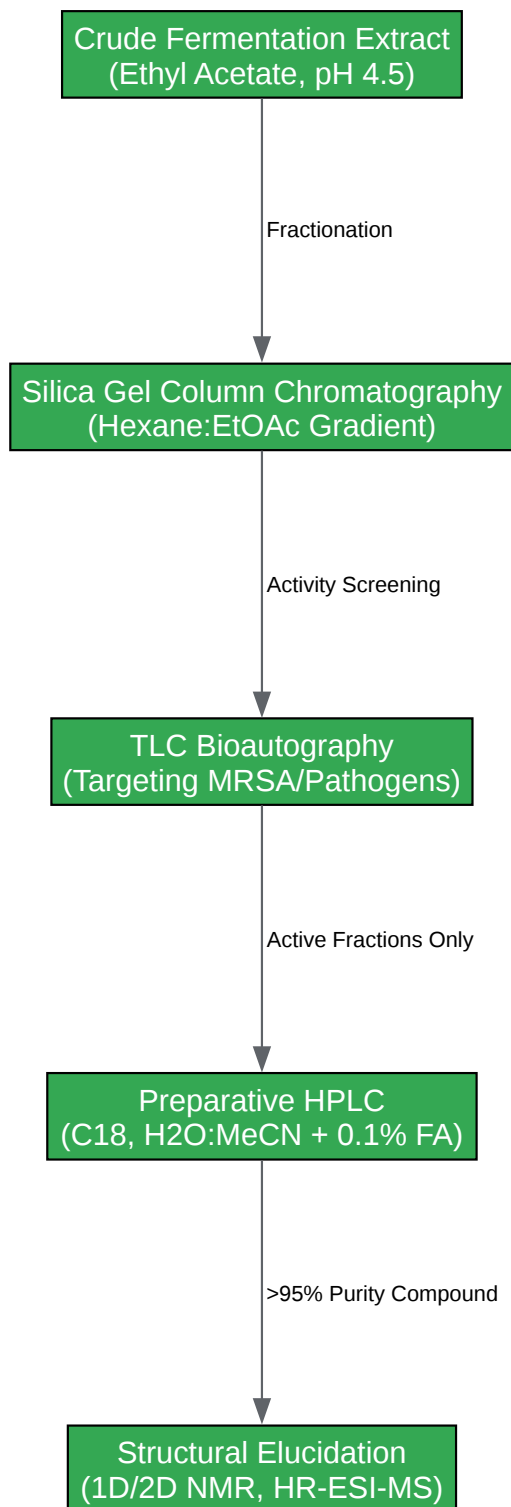 Crude Fermentation Extract
(Ethyl Acetate, pH 4.5)
Fractionation
Silica Gel Column Chromatography
(Hexane:EtOAc Gradient)
Activity Screening
TLC Bioautography
(Targeting MRSA/Pathogens)
Active Fractions Only
Preparative HPLC
(C18, H2O:MeCN + 0.1% FA)
>95% Purity Compound
Structural Elucidation
(1D/2D NMR, HR-ESI-MS)